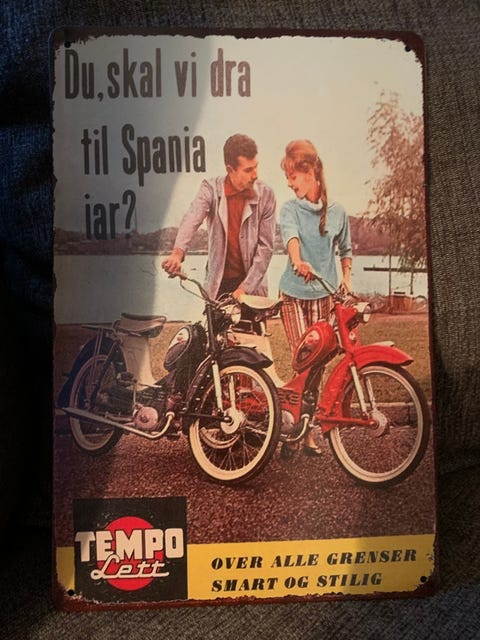 Du, skal vi dra
til Spania
iar?
TEMPO
Lett
OVER ALLE GRENSER
SMART OG STILIG